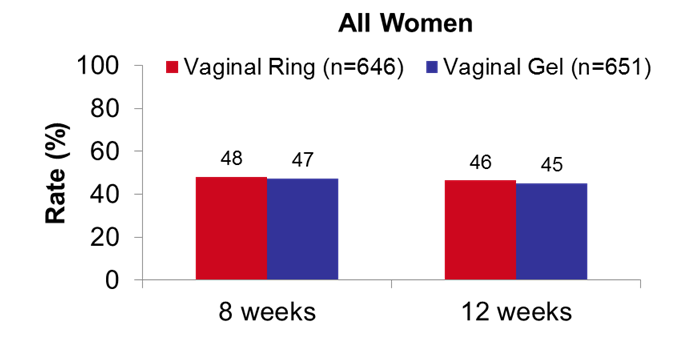 All Women
Vaginal Ring (n=646) Vaginal Gel (n=651)
Rate (%)
100
80
60
40
20
0
48 47 46 45
8 weeks 12 weeks